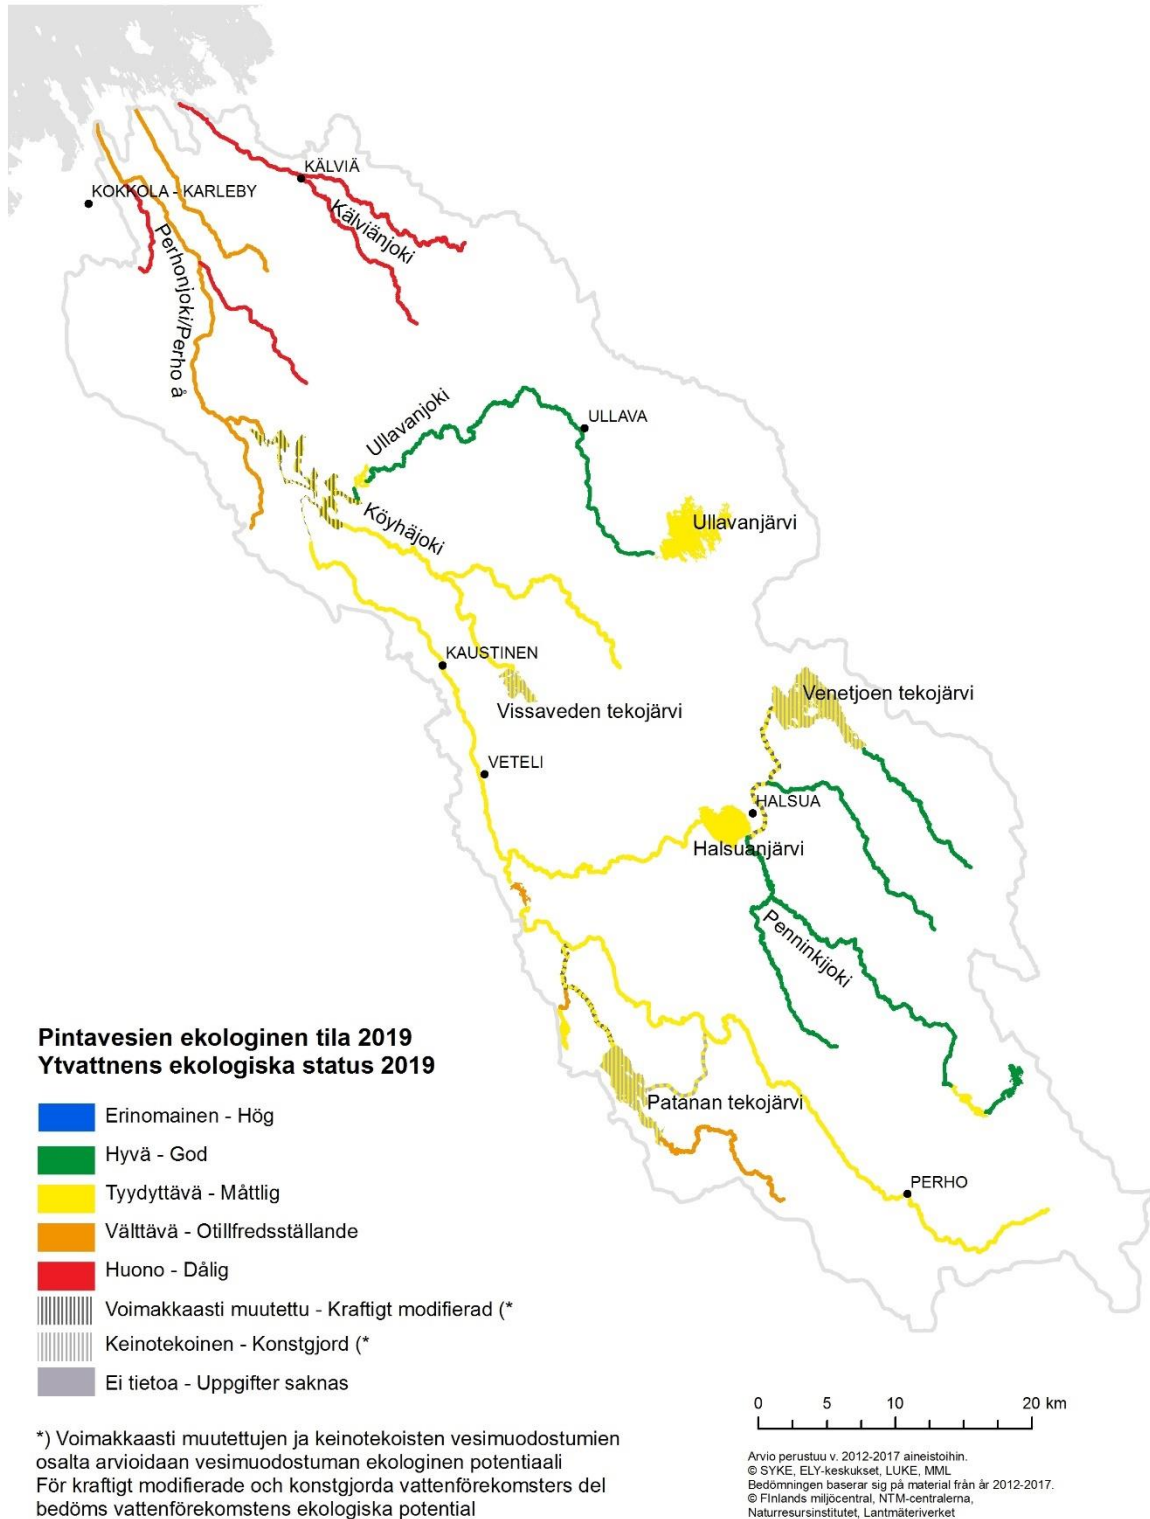 KÄLVIÄ
KOKKOLA - KARLEBY
Kälviänjoki
Perhonjoki/Perho å
Ullavanjoki
ULLAVA
Köyhäjoki
Ullavanjärvi
KAUSTINEN
Vissaveden tekojärvi
Venetjoen tekojärvi
VETELI
HALSUA
Halsuanjärvi
Penninkijoki
Patanan tekojärvi
PERHO
Pintavesien ekologinen tila 2019
Ytvattnens ekologiska status 2019
Erinomainen - Hög
Hyvä - God
Tyydyttävä - Måttlig
Välttävä - Otillfredsställande
Huono - Dålig
Voimakkaasti muutettu - Kraftigt modifierad (*
Keinotekoinen - Konstgjord (*
Ei tietoa - Uppgifter saknas
*) Voimakkaasti muutettujen ja keinotekoisten vesimuodostumien
osalta arvioidaan vesimuodostuman ekologinen potentiaali
För kraftigt modifierade och konstgjorda vattenförekomsters del
bedöms vattenförekomstens ekologiska potential
0 5 10 20 km
Arvio perustuu v. 2012-2017 aineistoihin.
© SYKE, ELY-keskukset, LUKE, MML
Bedömningen baserar sig på material från år 2012-2017.
© FInlands miljöcentral, NTM-centralerna,
Naturresursinstitutet, Lantmäteriverket